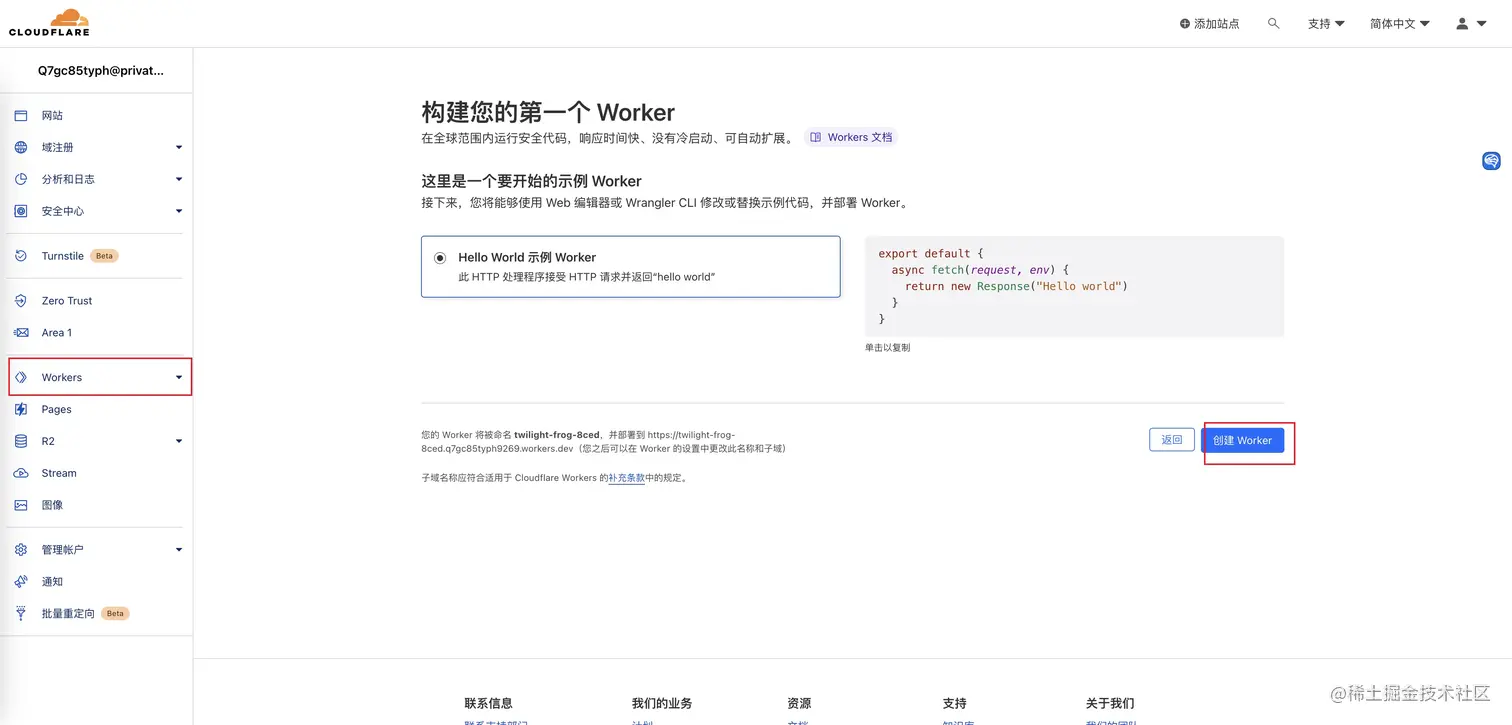 CLOUDFLARE
添加站点
支持
简体中文
Q7gc85typh@privat...
网站
域注册
分析和日志
安全中心
Turnstile Beta
Zero Trust
Area 1
Workers
Pages
R2
Stream
图像
管理帐户
通知
批量重定向 Beta
构建您的第一个 Worker
在全球范围内运行安全代码，响应时间快、没有冷启动、可自动扩展。 Workers 文档
这里是一个要开始的示例 Worker
接下来，您将能够使用 Web 编辑器或 Wrangler CLI 修改或替换示例代码，并部署 Worker。
Hello World 示例 Worker
此 HTTP 处理程序接受 HTTP 请求并返回“hello world”
export default {
async fetch(request, env) {
return new Response("Hello world")
}
}
单击以复制
您的 Worker 将被命名 twilight-frog-8ced，并部署到 https://twilight-frog-
8ced.q7gc85typh9269.workers.dev（您之后可以在 Worker 的设置中更改此名称和子域）
返回
创建 Worker
子域名称应符合适用于 Cloudflare Workers 的补充条款中的规定。
联系信息
我们的业务
资源
支持
关于我们
@稀土掘金技术社区